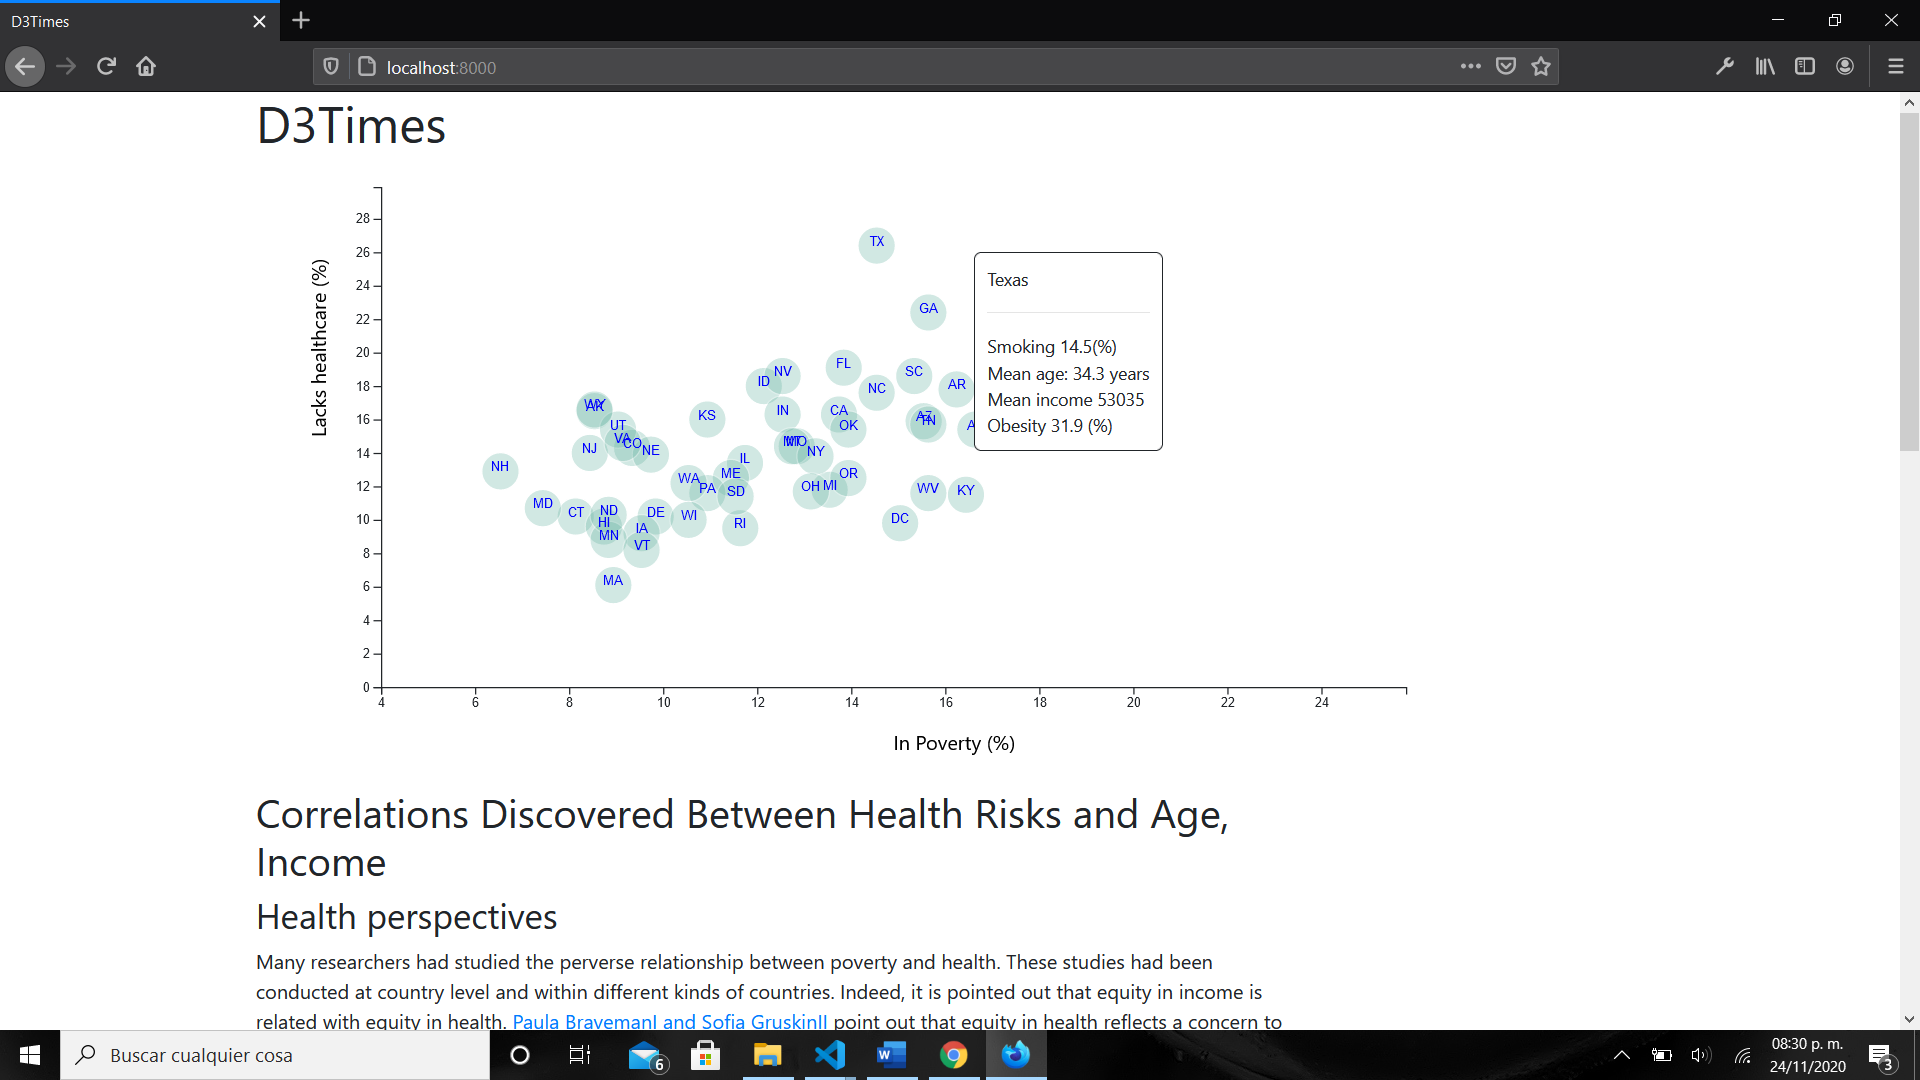 D3Times
localhost:8000
D3Times
28
26
24
22
20
18
16
14
12
10
8
6
4
2
0
Lacks healthcare (%)
TX
GA
FL
NV
SC
ID
AR
NC
WY
AK
IN
CA
KS
AZ
TN
UT
OK
A
VA
CO
MT
MO
NJ
NE
NY
IL
NH
ME
OR
WA
PA
SD
OH
MI
WV
KY
MD
CT
ND
DE
WI
DC
HI
RI
IA
MN
VT
MA
Texas
Smoking 14.5(%)
Mean age: 34.3 years
Mean income 53035
Obesity 31.9 (%)
4 6 8 10 12 14 16 18 20 22 24
In Poverty (%)
Correlations Discovered Between Health Risks and Age,
Income
Health perspectives
Many researchers had studied the perverse relationship between poverty and health. These studies had been
conducted at country level and within different kinds of countries. Indeed, it is pointed out that equity in income is
related with equity in health. Paula BravemanI and Sofia GruskinII point out that equity in health reflects a concern to
Buscar cualquier cosa
6
08:30 p. m.
24/11/2020
3